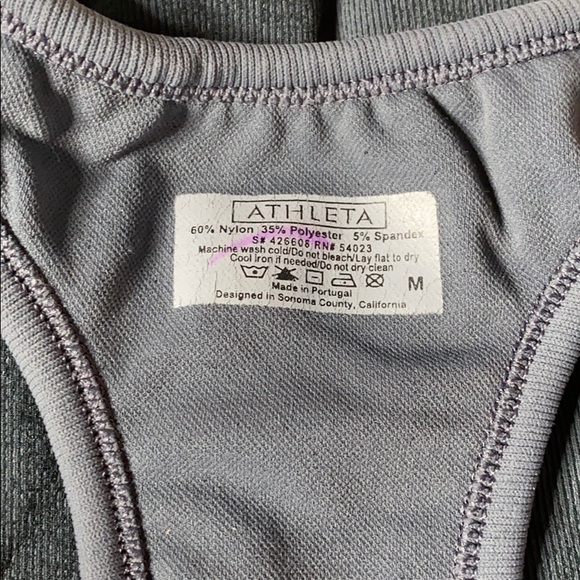 ATHLETA
60% Nylon 35% Polyester 5% Spandex
S# 426608 RN# 54023
Machine wash cold/Do not bleach/Lay flat to dry
Cool iron if needed/Do not dry clean
M
Made in Portugal
Designed in Sonoma County, California